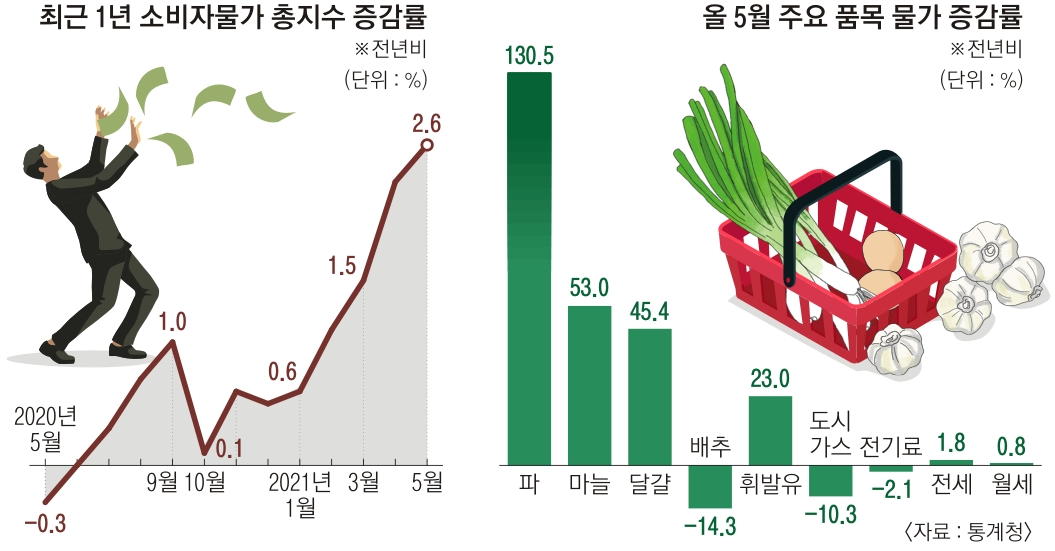 최근 1년 소비자물가 총지수 증감률
※전년비
(단위 : %)
2.6
1.5
1.0
0.6
0.1
2020년
5월
-0.3
9월 10월 2021년 3월 5월
1월
올 5월 주요 품목 물가 증감률
※전년비
(단위 : %)
130.5
53.0
45.4
배추
23.0
도시
가스 전기료
1.8
0.8
파 마늘 달걀 휘발유 전세 월세
-14.3
-10.3
-2.1
〈자료 : 통계청〉